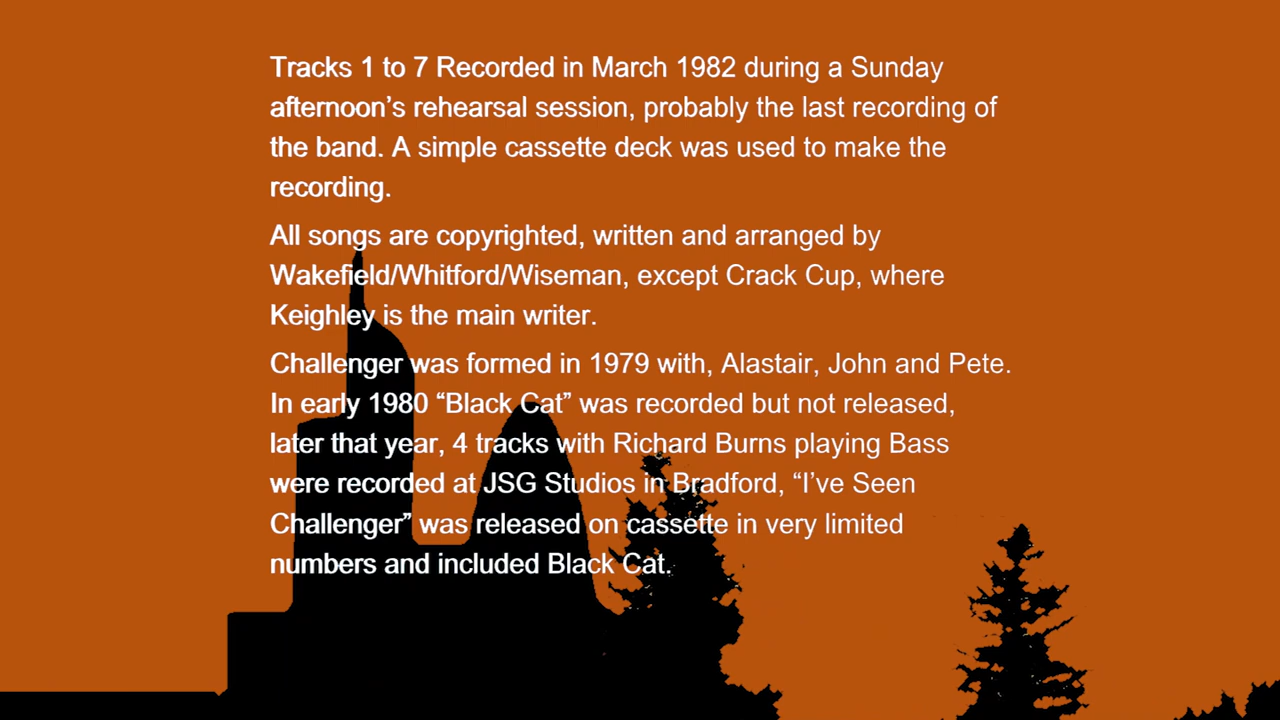 Tracks 1 to 7 Recorded in March 1982 during a Sunday
afternoon’s rehearsal session, probably the last recording of
the band. A simple cassette deck was used to make the
recording.
All songs are copyrighted, written and arranged by
Wakefield/Whitford/Wiseman, except Crack Cup, where
Keighley is the main writer.
Challenger was formed in 1979 with, Alastair, John and Pete.
In early 1980 “Black Cat” was recorded but not released,
later that year, 4 tracks with Richard Burns playing Bass
were recorded at JSG Studios in Bradford, “I’ve Seen
Challenger” was released on cassette in very limited
numbers and included Black Cat.